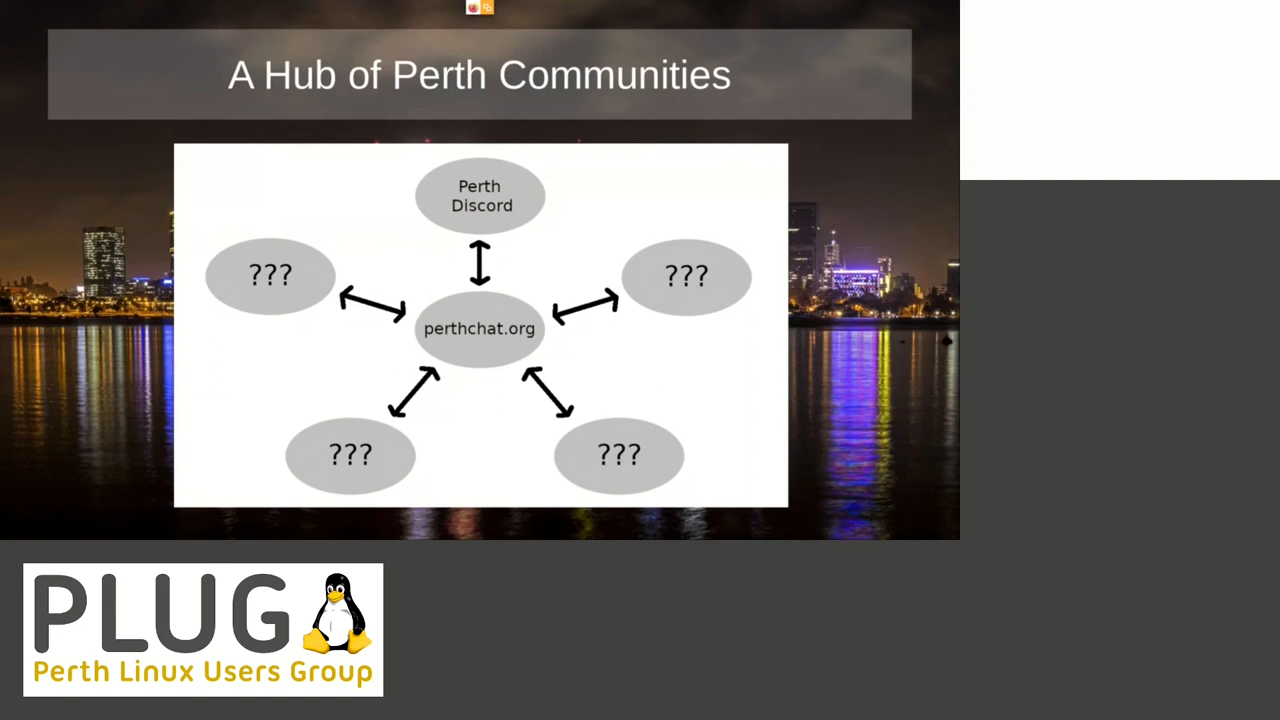 A Hub of Perth Communities
Perth
Discord
???
???
perthchat.org
???
???
PLUG
Perth Linux Users Group